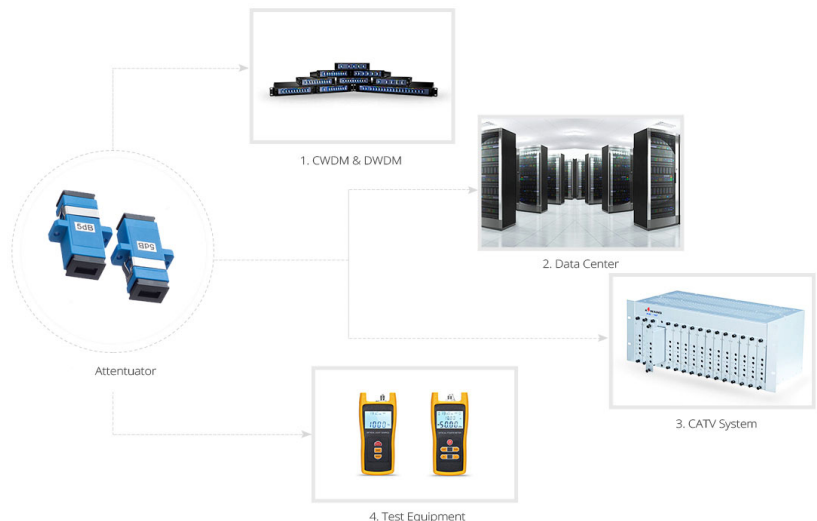 1. CWDM & DWDM
5dB
5dB
2. Data Center
Attentuator
3. CATV System
4. Test Equipment